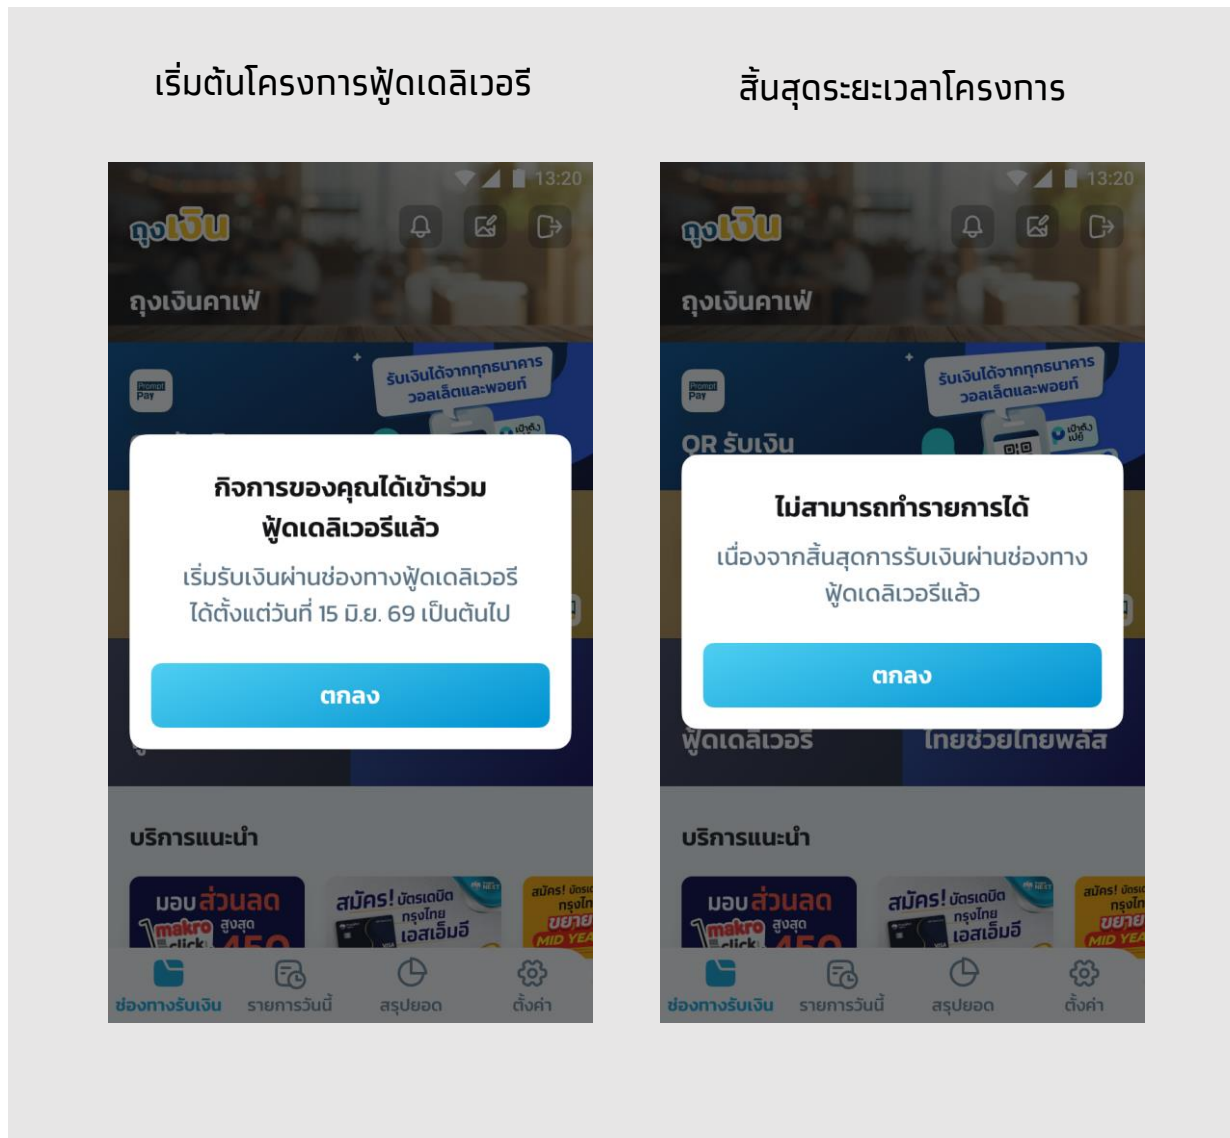 เริ่มต้นโครงการฟู้ดเดลิเวอรี
13:20
ถุงเงิน
ถุงเงินคาเฟ่
Prompt
Pay
รับเงินได้จากทุกธนาคาร
วอลเล็ตและพอยท์
กิจการของคุณได้เข้าร่วม
ฟู้ดเดลิเวอรีแล้ว
เริ่มรับเงินผ่านช่องทางฟู้ดเดลิเวอรี
ได้ตั้งแต่วันที่ 15 มิ.ย. 69 เป็นต้นไป
ตกลง
บริการแนะนำ
มอบส่วนลด
makro
click
สูงสุด
450
สมัคร! บัตรเดบิต
กรุงไทย
เอสเอ็มอี
MID YEA
ช่องทางรับเงิน
รายการวันนี้
สรุปยอด
ตั้งค่า
สิ้นสุดระยะเวลาโครงการ
13:20
ถุงเงิน
ถุงเงินคาเฟ่
Prompt
Pay
รับเงินได้จากทุกธนาคาร
วอลเล็ตและพอยท์
เป๋าตัง
เปย์
QR รับเงิน
ไม่สามารถทำรายการได้
เนื่องจากสิ้นสุดการรับเงินผ่านช่องทาง
ฟู้ดเดลิเวอรีแล้ว
ตกลง
ฟู้ดเดลิเวอรี
ไทยช่วยไทยพลัส
บริการแนะนำ
มอบส่วนลด
makro
click
สูงสุด
450
สมัคร! บัตรเดบิต
กรุงไทย
เอสเอ็มอี
MID YEA
ช่องทางรับเงิน
รายการวันนี้
สรุปยอด
ตั้งค่า